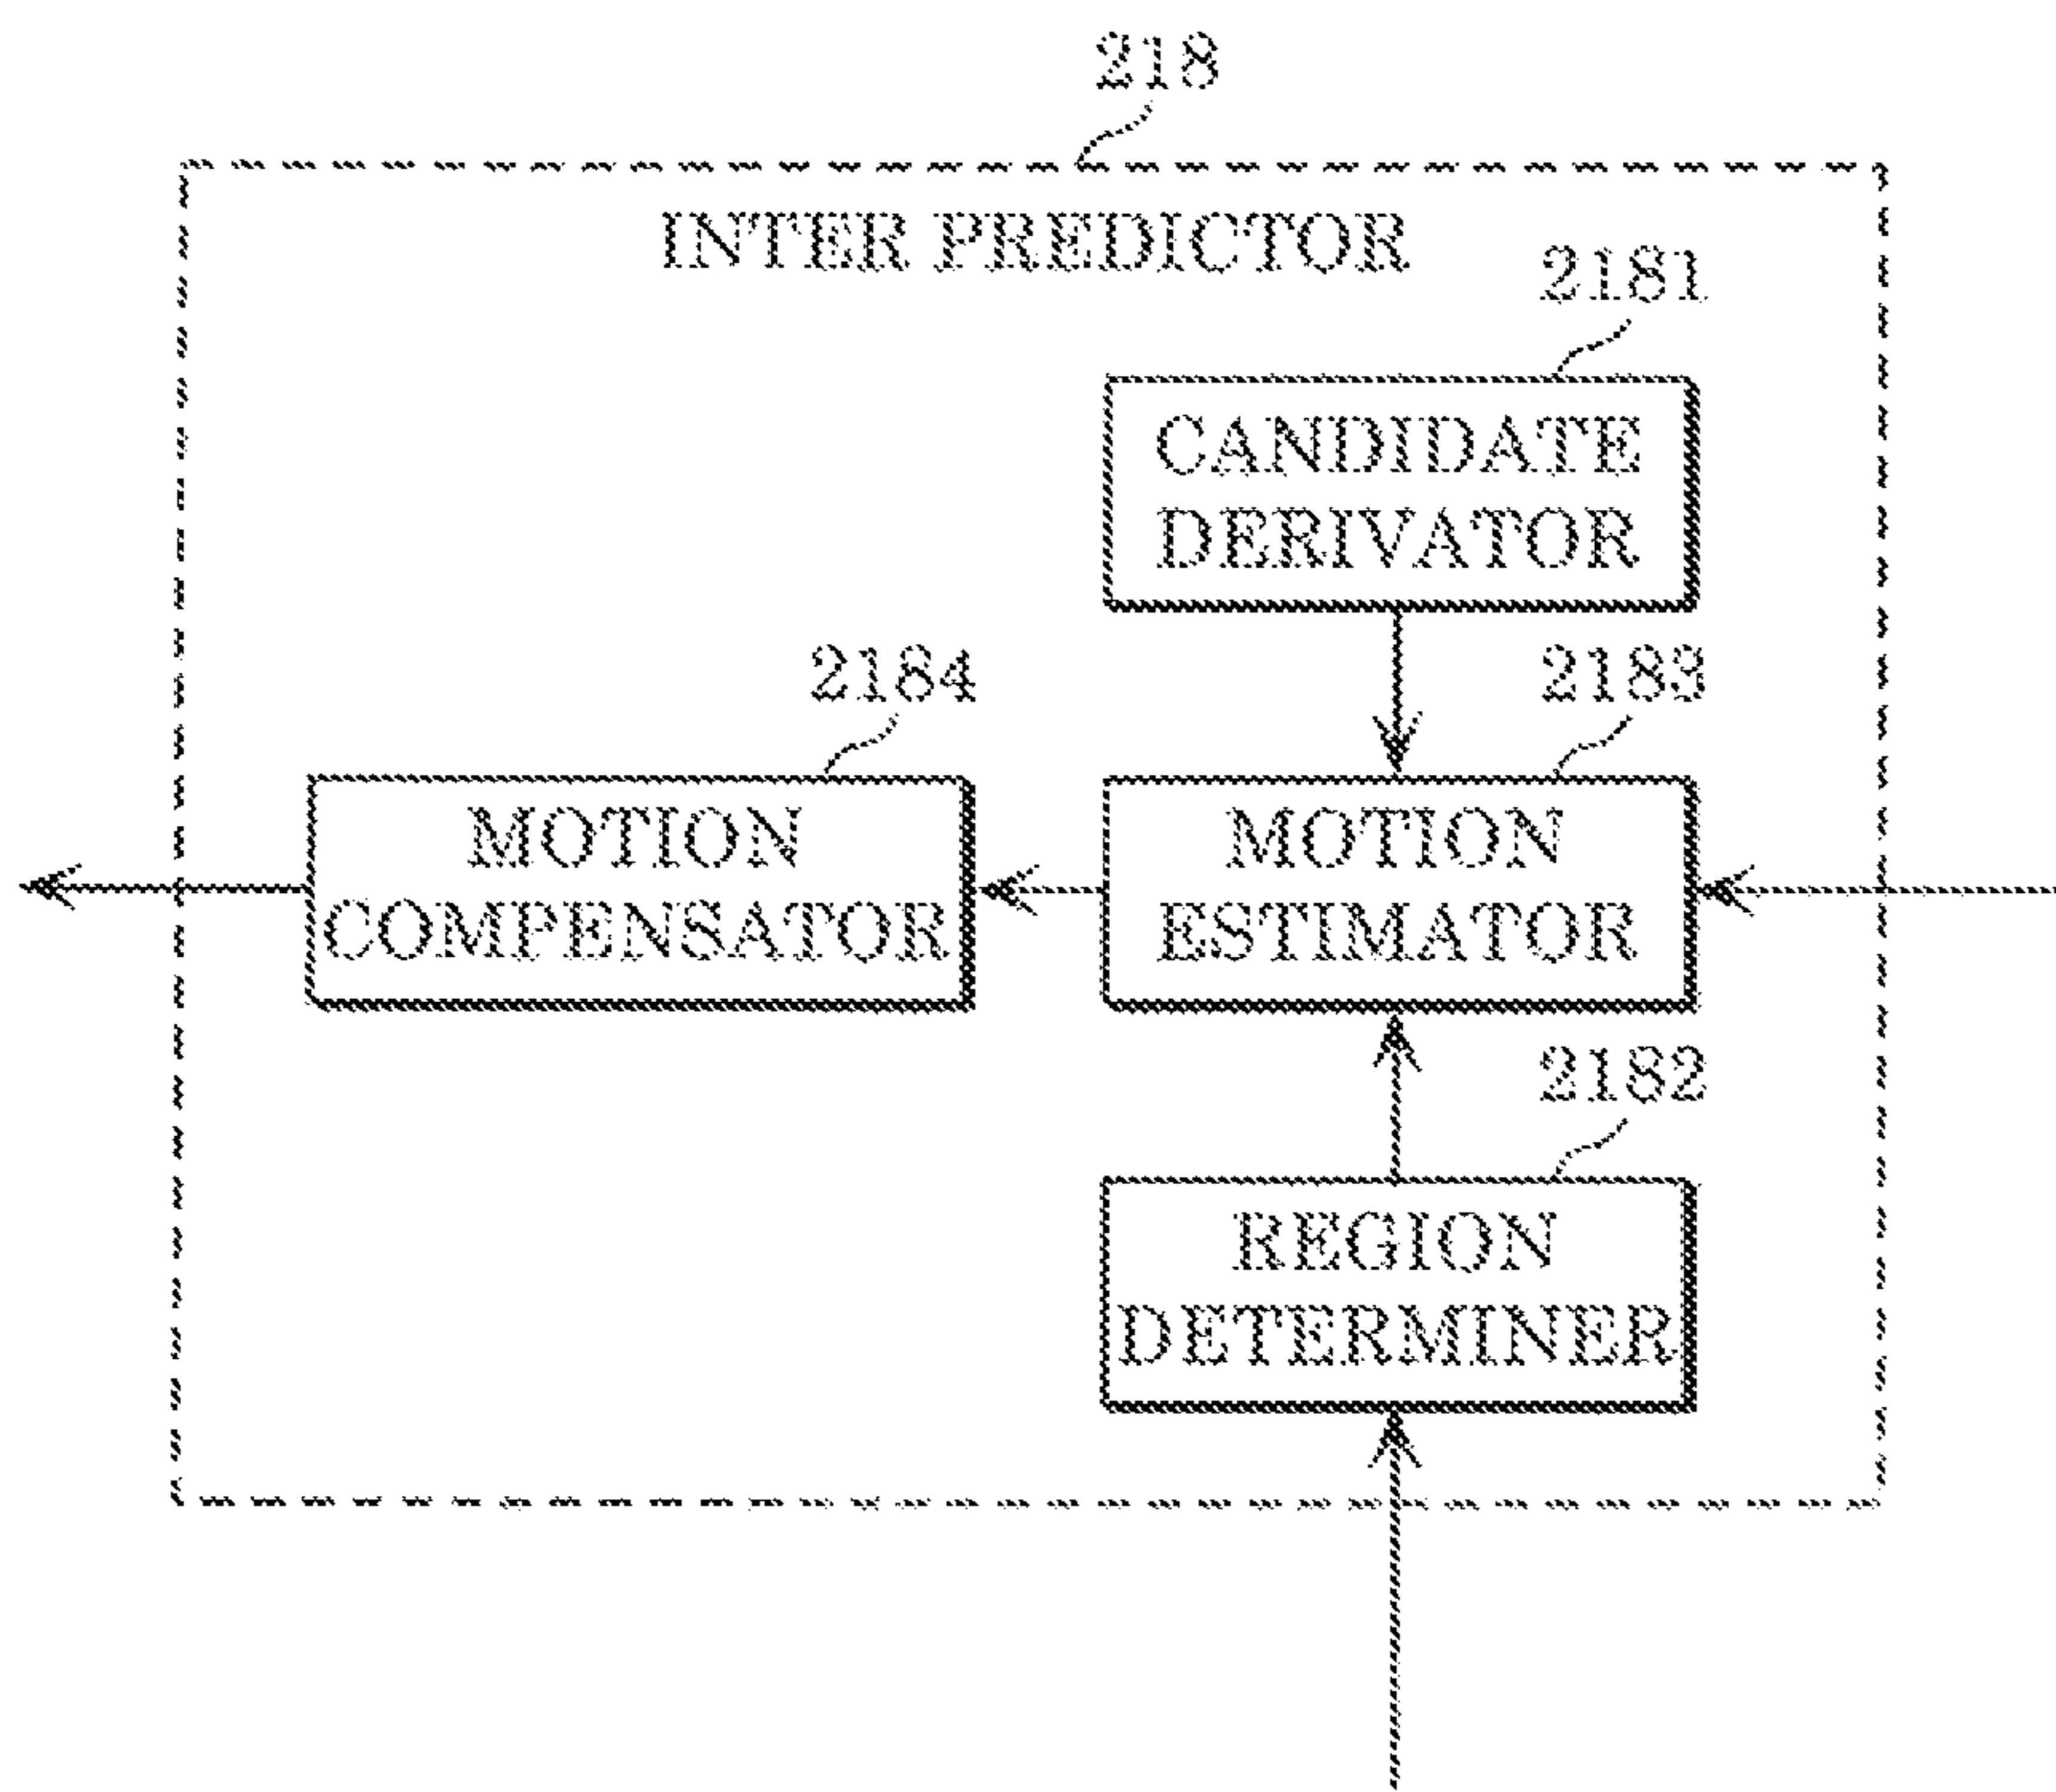 218
INTER PREDICTOR
2181
CANDIDATE
DERIVATOR
2184
2183
MOTION
COMPENSATOR
MOTION
ESTIMATOR
2182
REGION
DETERMINER